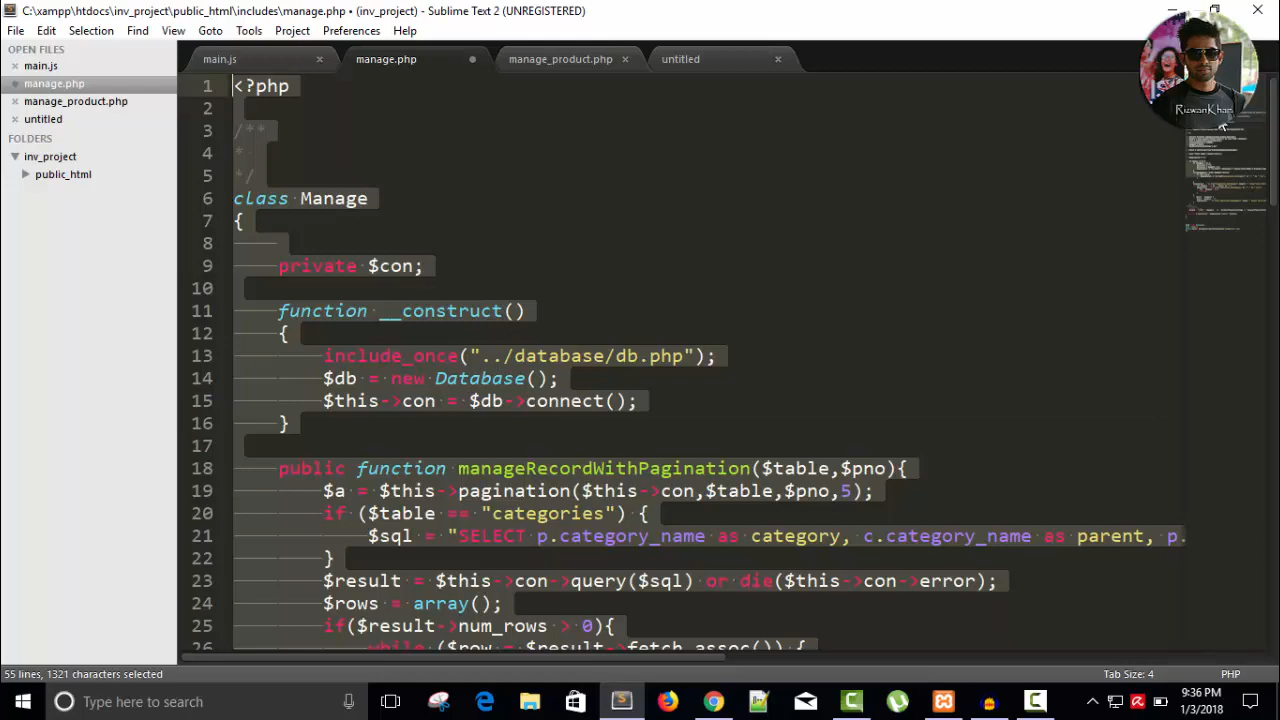 C:\xampp\htdocs\inv_project\public_html\includes\manage.php • (inv_project) - Sublime Text 2 (UNREGISTERED)
File Edit Selection Find View Goto Tools Project Preferences Help
OPEN FILES
main.js
manage.php
manage_product.php
untitled
FOLDERS
inv_project
public_html
main.js manage.php manage_product.php untitled
RizwanKhan
1 <?php
2
3 /**
4 *
5 */
6 class Manage
7 {
8
9 private $con;
10
11 function __construct()
12 {
13 include_once("../database/db.php");
14 $db = new Database();
15 $this->con = $db->connect();
16 }
17
18 public function manageRecordWithPagination($table,$pno){
19 $a = $this->pagination($this->con,$table,$pno,5);
20 if ($table == "categories") {
21 $sql = "SELECT p.category_name as category, c.category_name as parent, p.
22 }
23 $result = $this->con->query($sql) or die($this->con->error);
24 $rows = array();
25 if($result->num_rows > 0){
26 while ($row = $result->fetch_assoc()) {
55 lines, 1321 characters selected
Tab Size: 4 PHP
Type here to search
9:36 PM
1/3/2018